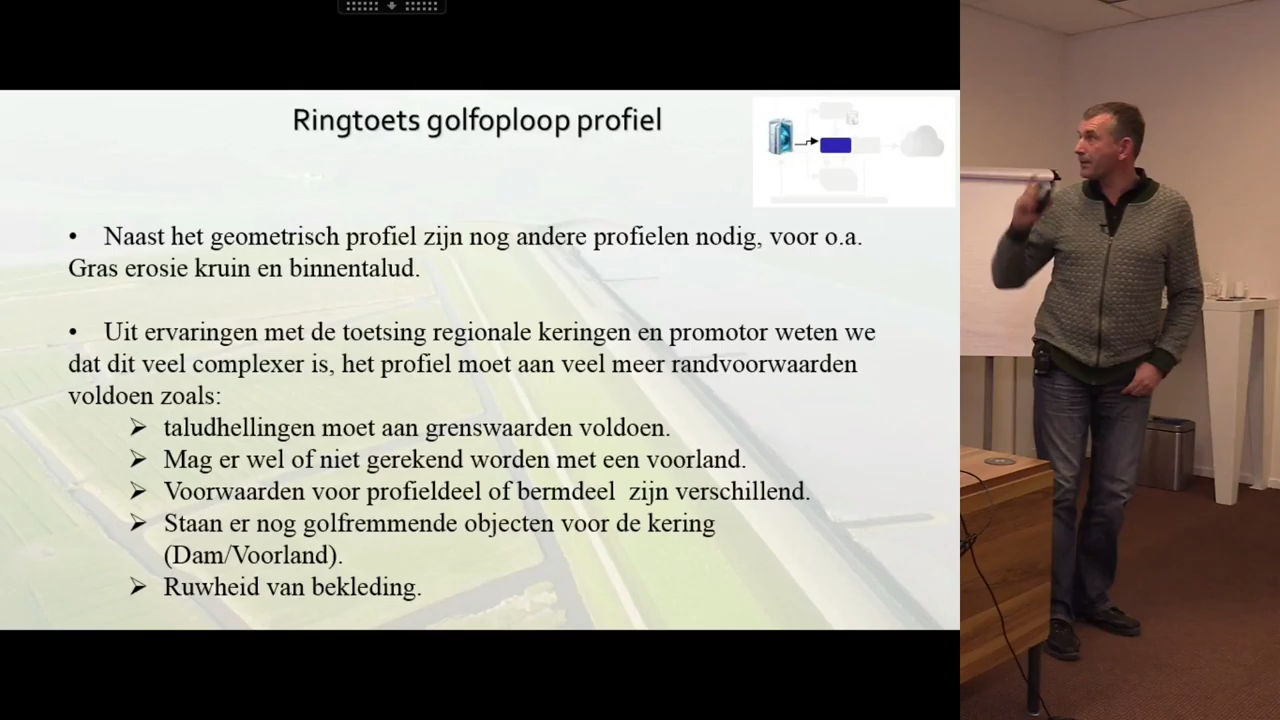 Ringtoets golfoploop profiel
• Naast het geometrisch profiel zijn nog andere profielen nodig, voor o.a.
Gras erosie kruin en binnentalud.
• Uit ervaringen met de toetsing regionale keringen en promotor weten we
dat dit veel complexer is, het profiel moet aan veel meer randvoorwaarden
voldoen zoals:
➢ taludhellingen moet aan grenswaarden voldoen.
➢ Mag er wel of niet gerekend worden met een voorland.
➢ Voorwaarden voor profieldeel of bermdeel  zijn verschillend.
➢ Staan er nog golfremmende objecten voor de kering
(Dam/Voorland).
➢ Ruwheid van bekleding.